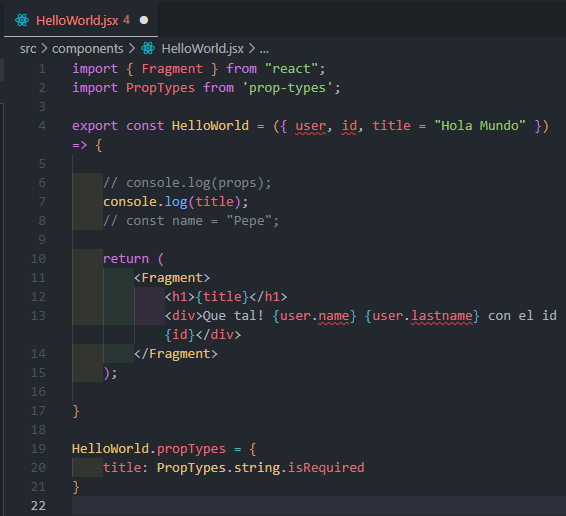 HelloWorld.jsx 4
src > components > HelloWorld.jsx > ...
1 import { Fragment } from "react";
2 import PropTypes from 'prop-types';
3
4 export const HelloWorld = ({ user, id, title = "Hola Mundo" })
=> {
5
6 // console.log(props);
7 console.log(title);
8 // const name = "Pepe";
9
10 return (
11 <Fragment>
12 <h1>{title}</h1>
13 <div>Que tal! {user.name} {user.lastname} con el id
{id}</div>
14 </Fragment>
15 );
16
17 }
18
19 HelloWorld.propTypes = {
20 title: PropTypes.string.isRequired
21 }
22